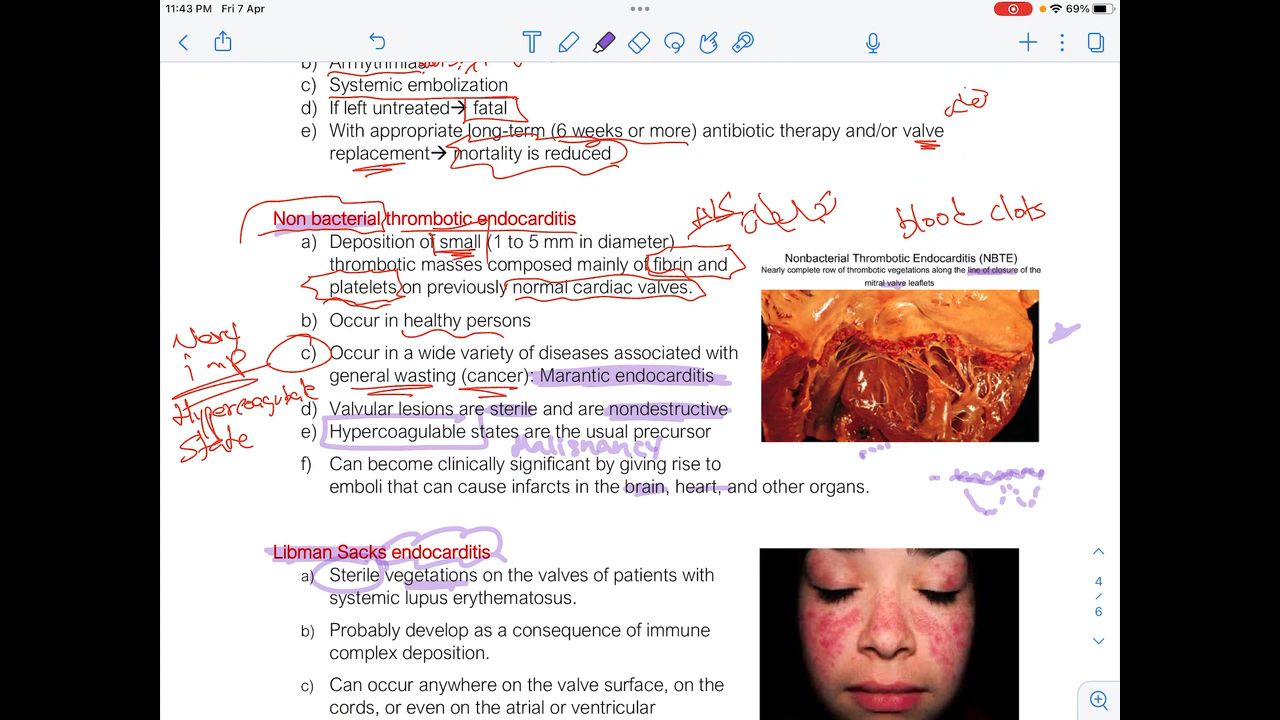 11:43 PM Fri 7 Apr
69%
b) Arrhythmias
c) Systemic embolization
d) If left untreated→ fatal
e) With appropriate long-term (6 weeks or more) antibiotic therapy and/or valve
replacement→ mortality is reduced
Non bacterial thrombotic endocarditis
blood clots
a) Deposition of small (1 to 5 mm in diameter)
thrombotic masses composed mainly of fibrin and
platelets on previously normal cardiac valves.
b) Occur in healthy persons
c) Occur in a wide variety of diseases associated with
general wasting (cancer): Marantic endocarditis
d) Valvular lesions are sterile and are nondestructive
e) Hypercoagulable states are the usual precursor
Malignancy
f) Can become clinically significant by giving rise to
emboli that can cause infarcts in the brain, heart, and other organs.
Very
imp
Hypercoagulate
State
Nonbacterial Thrombotic Endocarditis (NBTE)
Nearly complete row of thrombotic vegetations along the line of closure of the
mitral valve leaflets
Libman Sacks endocarditis
a) Sterile vegetations on the valves of patients with
systemic lupus erythematosus.
b) Probably develop as a consequence of immune
complex deposition.
c) Can occur anywhere on the valve surface, on the
cords, or even on the atrial or ventricular
4
/
6